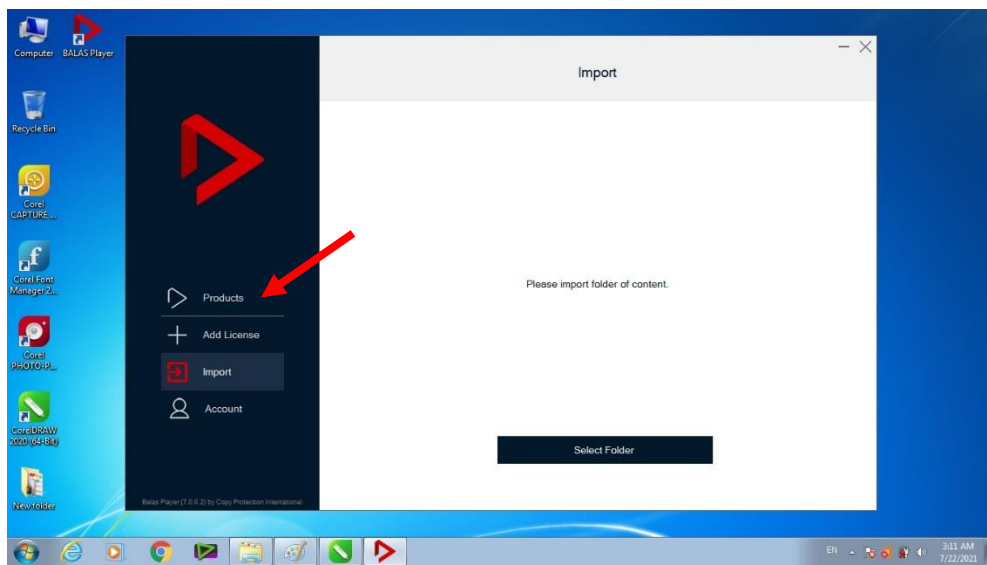 Computer
BALAS Player
Recycle Bin
Corel
CAPTURE ...
Corel Font
Manager 2...
Corel
PHOTO-P...
CorelDRAW
2020 (64-Bit)
New folder
Import
Please import folder of content.
Select Folder
Products
Add License
Import
Account
Balas Player (7.0.0.2) by Copy Protection International
EN
3:11 AM
7/22/2021